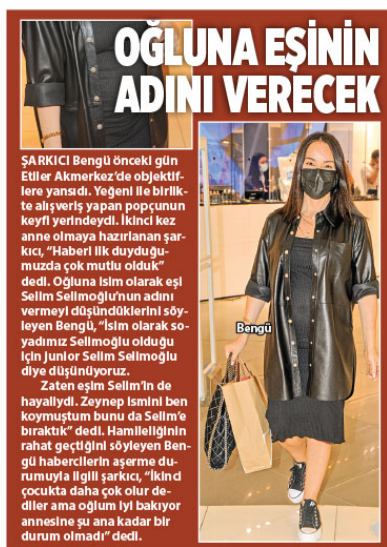 OĞLUNA EŞİNİN
ADINI VERECEK
ŞARKICI Bengü önceki gün
Etiler Akmerkez'de objektif-
lere yansıdı. Yeğeni ile birlik-
te alışveriş yapan popçunun
keyfi yerindeydi. İkinci kez
anne olmaya hazırlanan şar-
kıcı, "Haberi ilk duyduğu-
muzda çok mutlu olduk"
dedi. Oğluna isim olarak eşi
Selim Selimoğlu'nun adını
vermeyi düşündüklerini söy-
leyen Bengü, "İsim olarak so-
yadımız Selimoğlu olduğu
için junior Selim Selimoğlu
diye düşünüyoruz.
Zaten eşim Selim'in de
hayaliydi. Zeynep ismini ben
koymuştum bunu da Selim'e
bıraktık" dedi. Hamileliğinin
rahat geçtiğini söyleyen Ben-
gü habercilerin aşerme du-
rumuyla ilgili şarkıcı, "İkinci
çocukta daha çok olur de-
diler ama oğlum iyi bakıyor
annesine şu ana kadar bir
durum olmadı" dedi.
Bengü